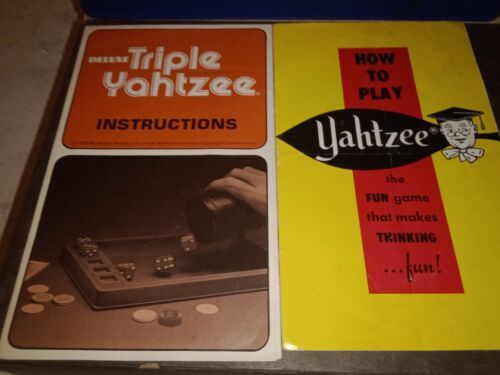 DELUXE Triple
Yahtzee
INSTRUCTIONS
HOW
TO
PLAY
Yahtzee®
the
FUN game
that makes
THINKING
...fun!